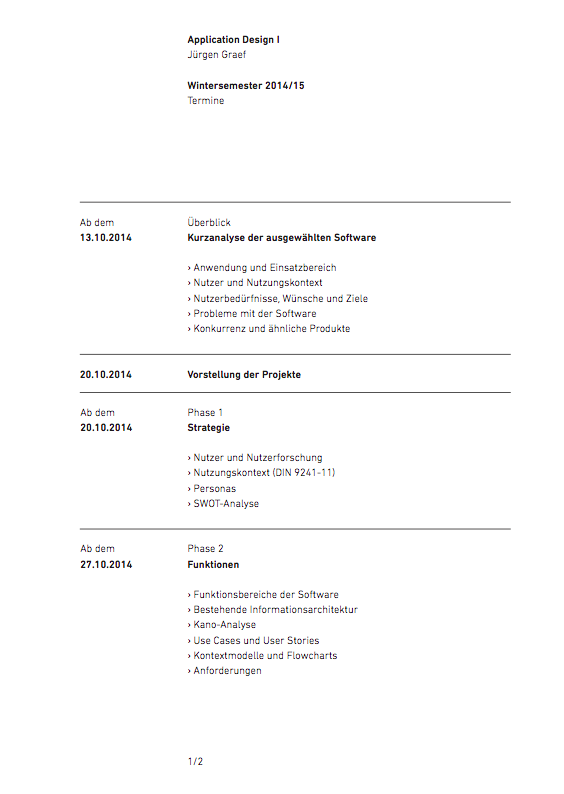 Application Design I
Jürgen Graef
Wintersemester 2014/15
Termine
Ab dem
13.10.2014
Überblick
Kurzanalyse der ausgewählten Software
› Anwendung und Einsatzbereich
› Nutzer und Nutzungskontext
› Nutzerbedürfnisse, Wünsche und Ziele
› Probleme mit der Software
› Konkurrenz und ähnliche Produkte
20.10.2014
Vorstellung der Projekte
Ab dem
20.10.2014
Phase 1
Strategie
› Nutzer und Nutzerforschung
› Nutzungskontext (DIN 9241-11)
› Personas
› SWOT-Analyse
Ab dem
27.10.2014
Phase 2
Funktionen
› Funktionsbereiche der Software
› Bestehende Informationsarchitektur
› Kano-Analyse
› Use Cases und User Stories
› Kontextmodelle und Flowcharts
› Anforderungen
1/2